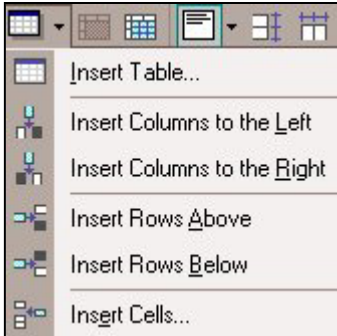 Insert Table...
Insert Columns to the Left
Insert Columns to the Right
Insert Rows Above
Insert Rows Below
Insert Cells...